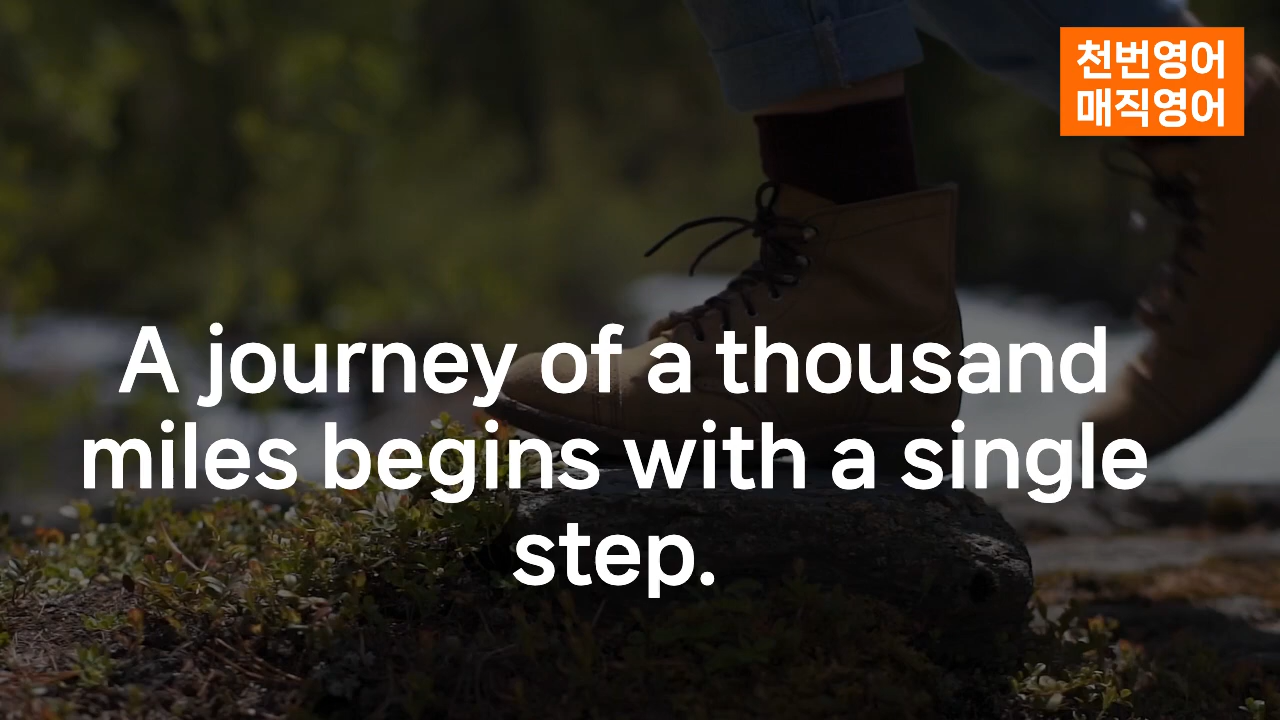 천번영어
매직영어
A journey of a thousand
miles begins with a single
step.